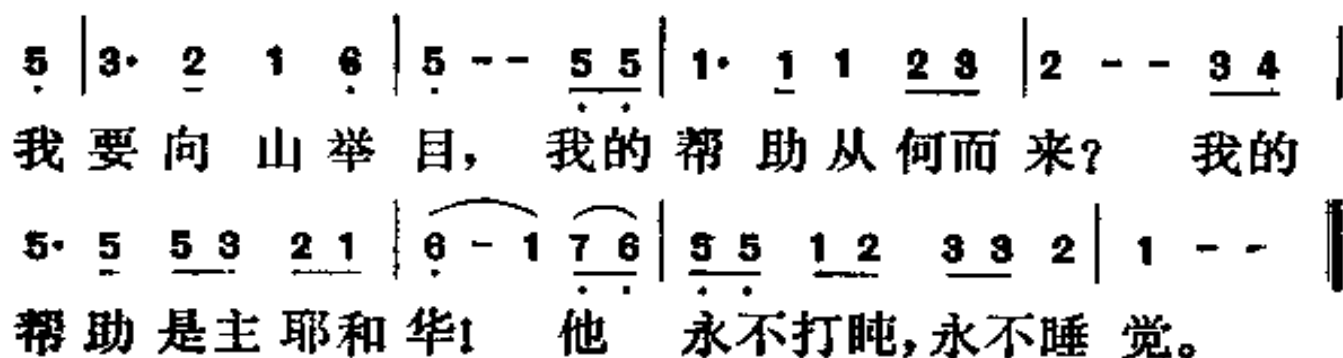 5 | 3· 2 1 6 | 5 - - 5 5 | 1· 1 1 2 3 | 2 - - 3 4 |
我要向山举目， 我的帮助从何而来？ 我的
5· 5 5 3 2 1 | 6 - 1 7 6 | 5 5 1 2 3 3 2 | 1 - - ‖
帮助是主耶和华！ 他 永不打盹，永不睡觉。